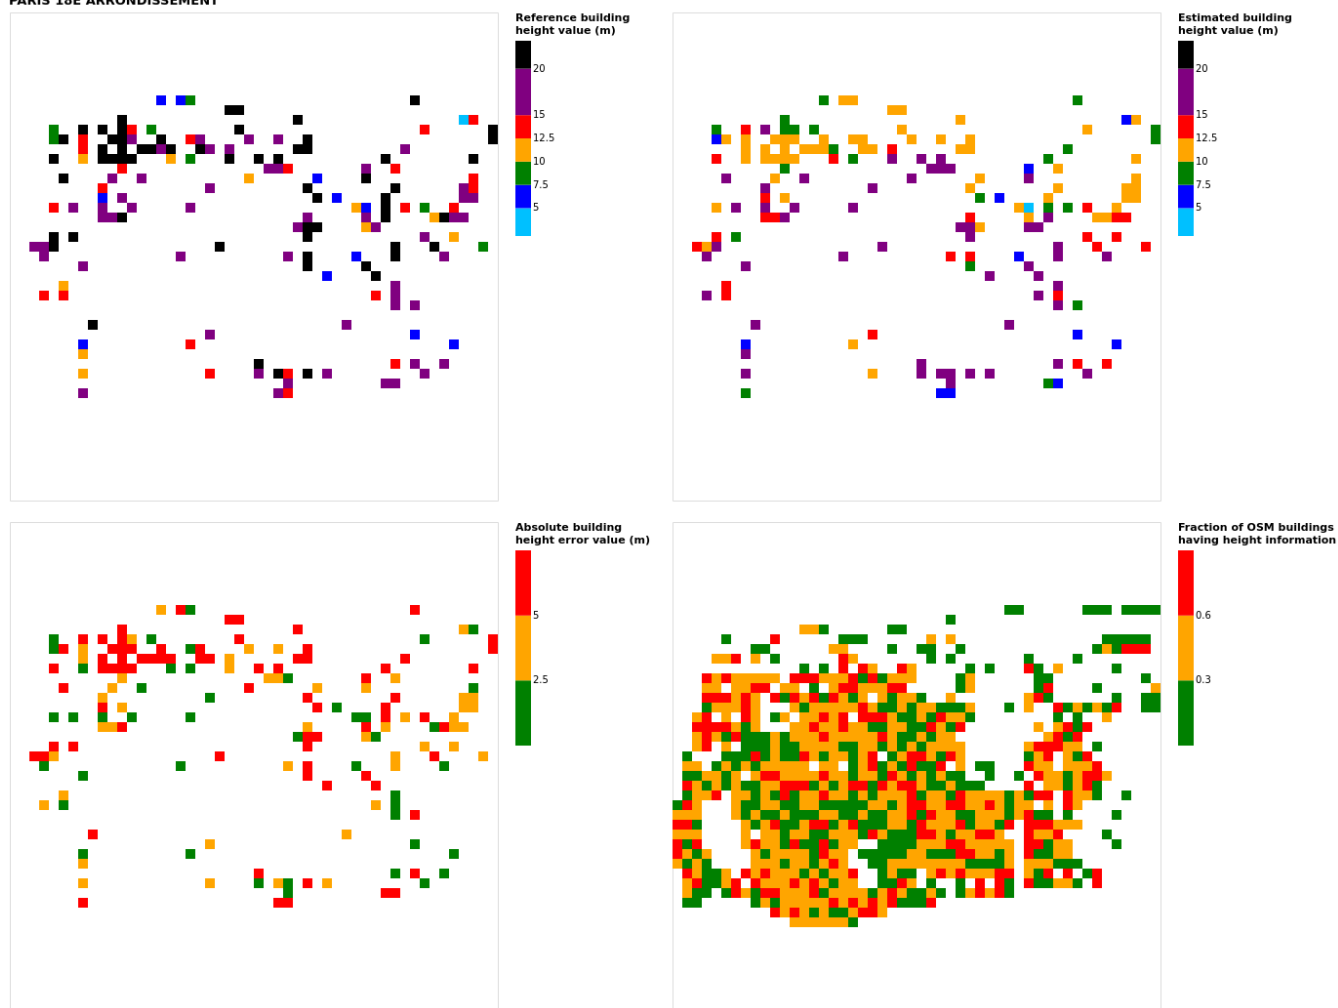 PARIS 18E ARRONDISSEMENT
Reference building
height value (m)
20
15
12.5
10
7.5
5
Estimated building
height value (m)
20
15
12.5
10
7.5
5
Absolute building
height error value (m)
5
2.5
Fraction of OSM buildings
having height information
0.6
0.3